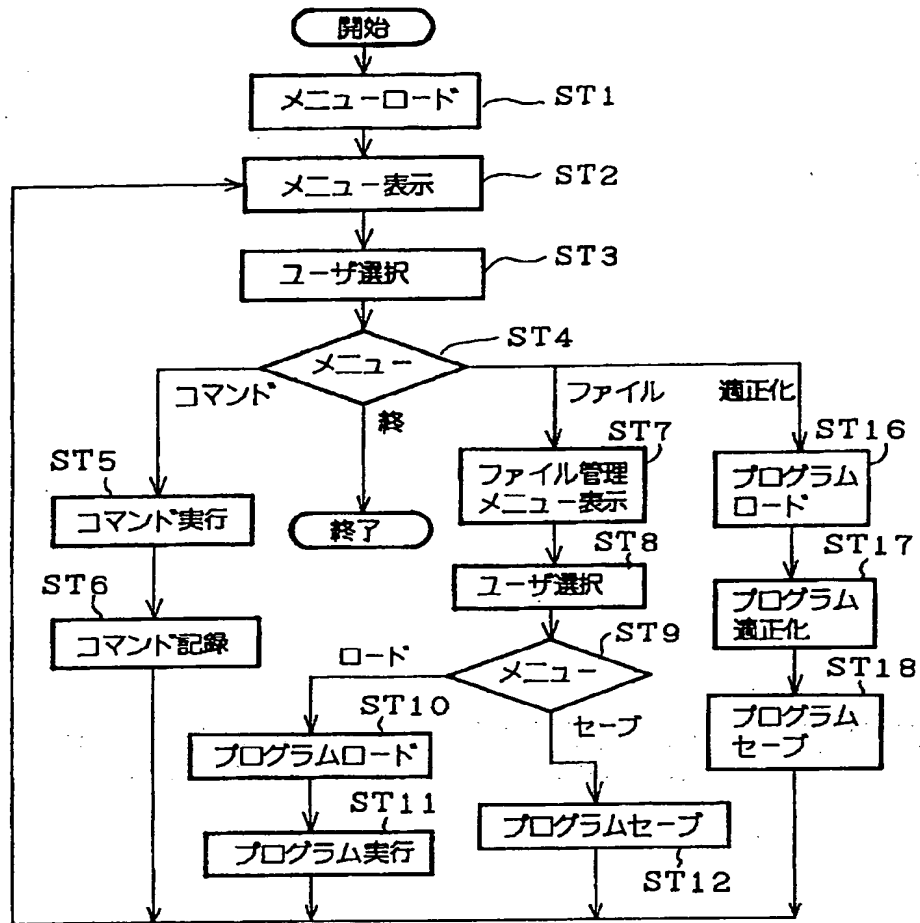 開始
メニューロード
ST1
メニュー表示
ST2
ユーザ選択
ST3
メニュー
ST4
コマンド
終
ファイル
適正化
ST5
コマンド実行
ST6
コマンド記録
終了
ST7
ファイル管理
メニュー表示
ST8
ユーザ選択
ST9
メニュー
ロード
セーブ
ST10
プログラムロード
ST11
プログラム実行
プログラムセーブ
ST12
ST16
プログラム
ロード
ST17
プログラム
適正化
ST18
プログラム
セーブ